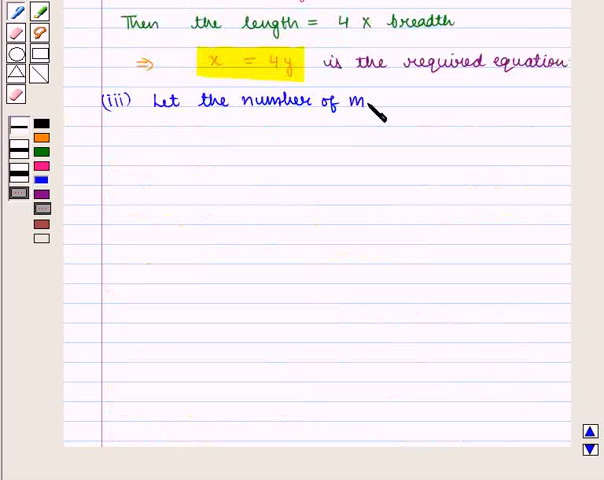 Then the length = 4 x breadth
⇒ x = 4y is the required equation
(iii) Let the number of m